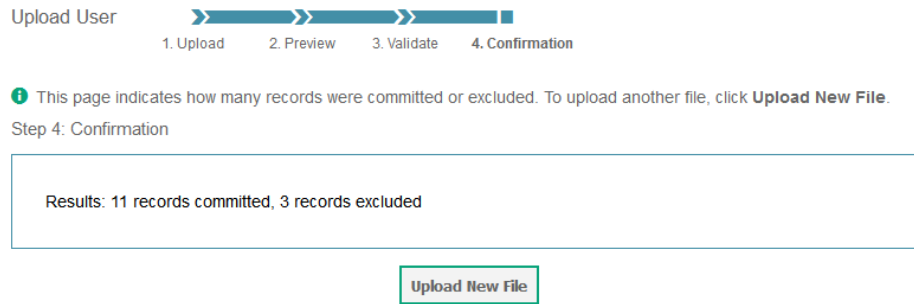 Upload User
1. Upload 2. Preview 3. Validate 4. Confirmation
This page indicates how many records were committed or excluded. To upload another file, click Upload New File.
Step 4: Confirmation
Results: 11 records committed, 3 records excluded
Upload New File